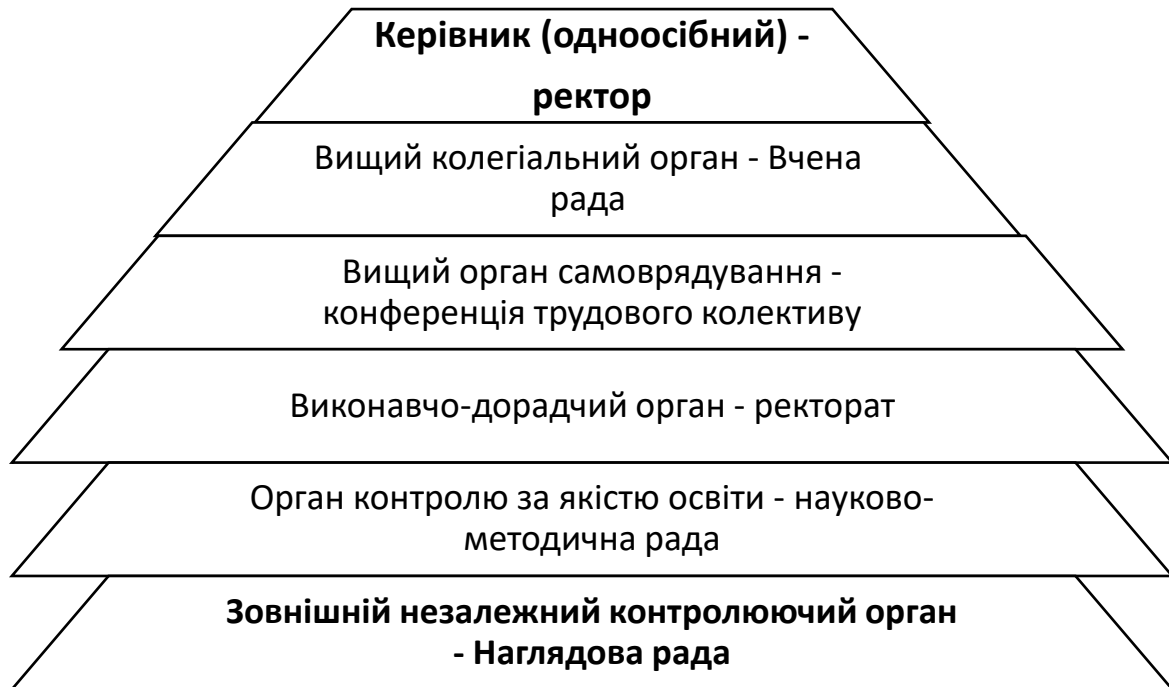 Керівник (одноосібний) -
ректор
Вищий колегіальний орган - Вчена
рада
Вищий орган самоврядування -
конференція трудового колективу
Виконавчо-дорадчий орган - ректорат
Орган контролю за якістю освіти - науково-
методична рада
Зовнішній незалежний контролюючий орган
- Наглядова рада